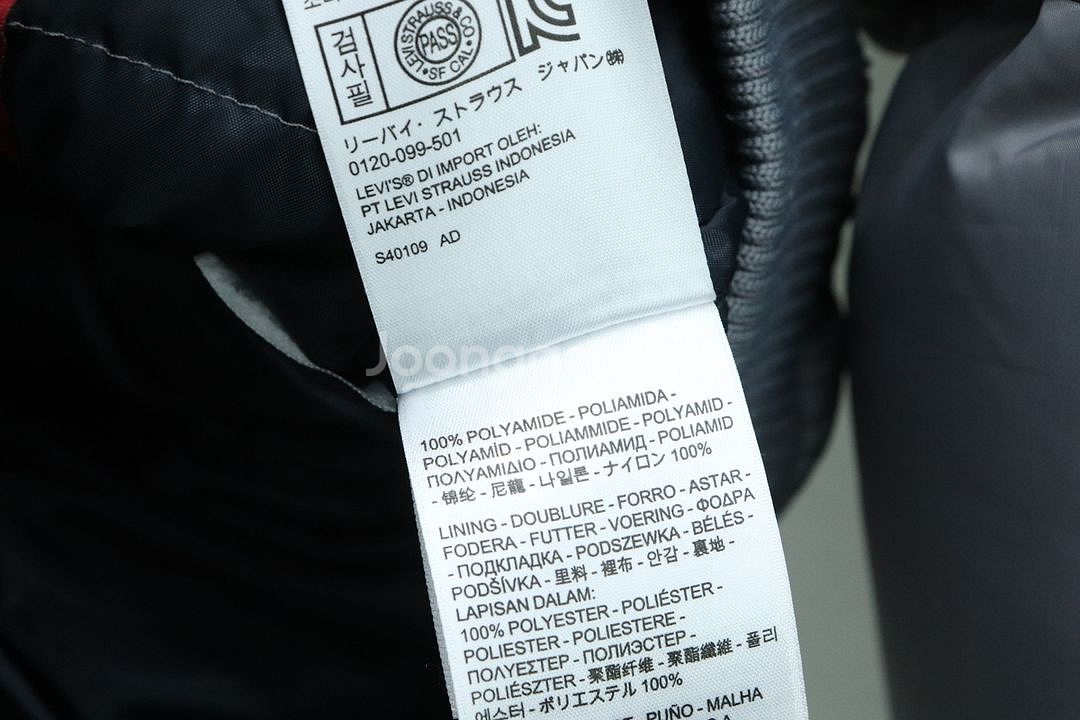 검
사
필
LEVI STRAUSS & CO
PASS
SF CAL.
リーバイ・ストラウス ジャパン㈱
0120-099-501
LEVI'S® DI IMPORT OLEH:
PT LEVI STRAUSS INDONESIA
JAKARTA - INDONESIA
S40109 AD
100% POLYAMIDE - POLIAMIDA -
POLYAMİD - POLIAMMIDE - POLYAMID -
ΠΟΛΥΑΜΙΔΙΟ - ПОЛИАМИД - POLIAMID
- 锦纶 - 尼龍 - 나일론 - ナイロン 100%
LINING - DOUBLURE - FORRO - ASTAR -
FODERA - FUTTER - VOERING - ΦΟΔΡΑ
- ПОДКЛАДКА - PODSZEWKA - BÉLÉS -
PODŠÍVKA - 里料 - 裡布 - 안감 - 裏地 -
LAPISAN DALAM:
100% POLYESTER - POLIÉSTER -
POLIESTER - POLIESTERE -
ΠΟΛΥΕΣΤΕΡ - ПОЛИЭСТЕР -
POLIÉSZTER - 聚酯纤维 - 聚酯纖維 - 폴리
에스터 - ポリエステル 100%
PUÑO - MALHA